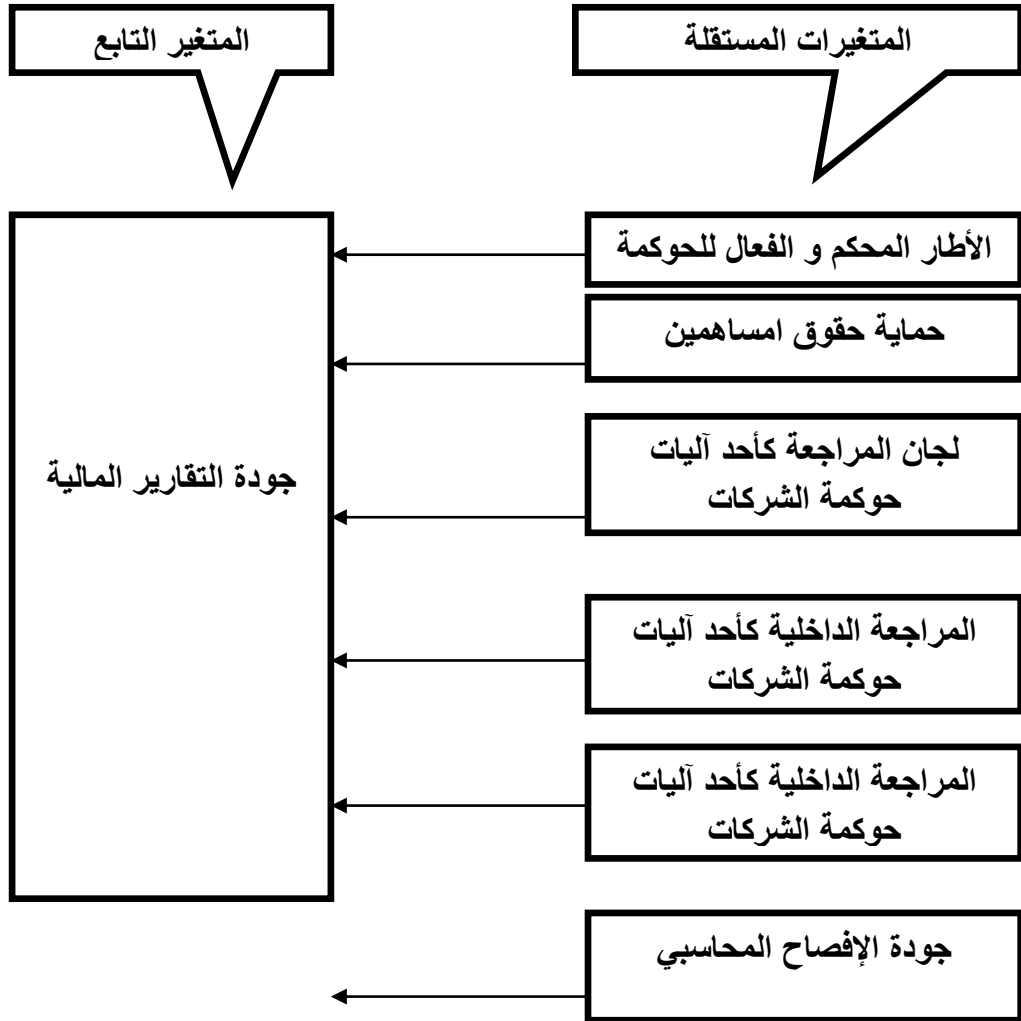 المتغيرات المستقلة
المتغير التابع
الأطار المحكم و الفعال للحوكمة
حماية حقوق امساهمين
لجان المراجعة كأحد آليات
حوكمة الشركات
جودة التقارير المالية
المراجعة الداخلية كأحد آليات
حوكمة الشركات
المراجعة الداخلية كأحد آليات
حوكمة الشركات
جودة الإفصاح المحاسبي